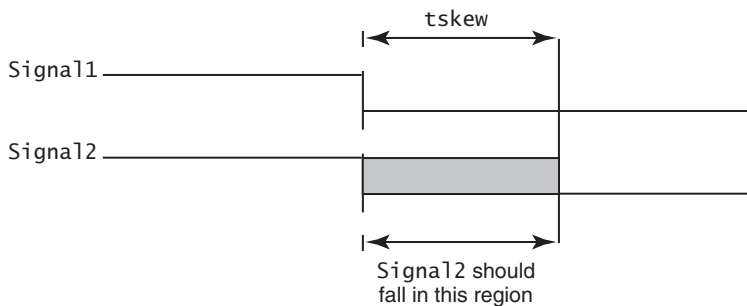 tskew
Signal1
Signal2
Signal2 should
fall in this region